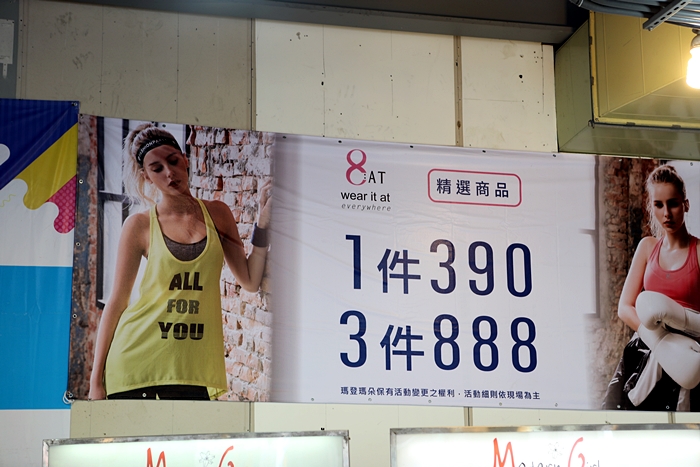 8AT
wear it at
everywhere
精選商品
1件390
3件888
瑪登瑪朵保有活動變更之權利，活動細則依現場為主
ALL
FOR
YOU